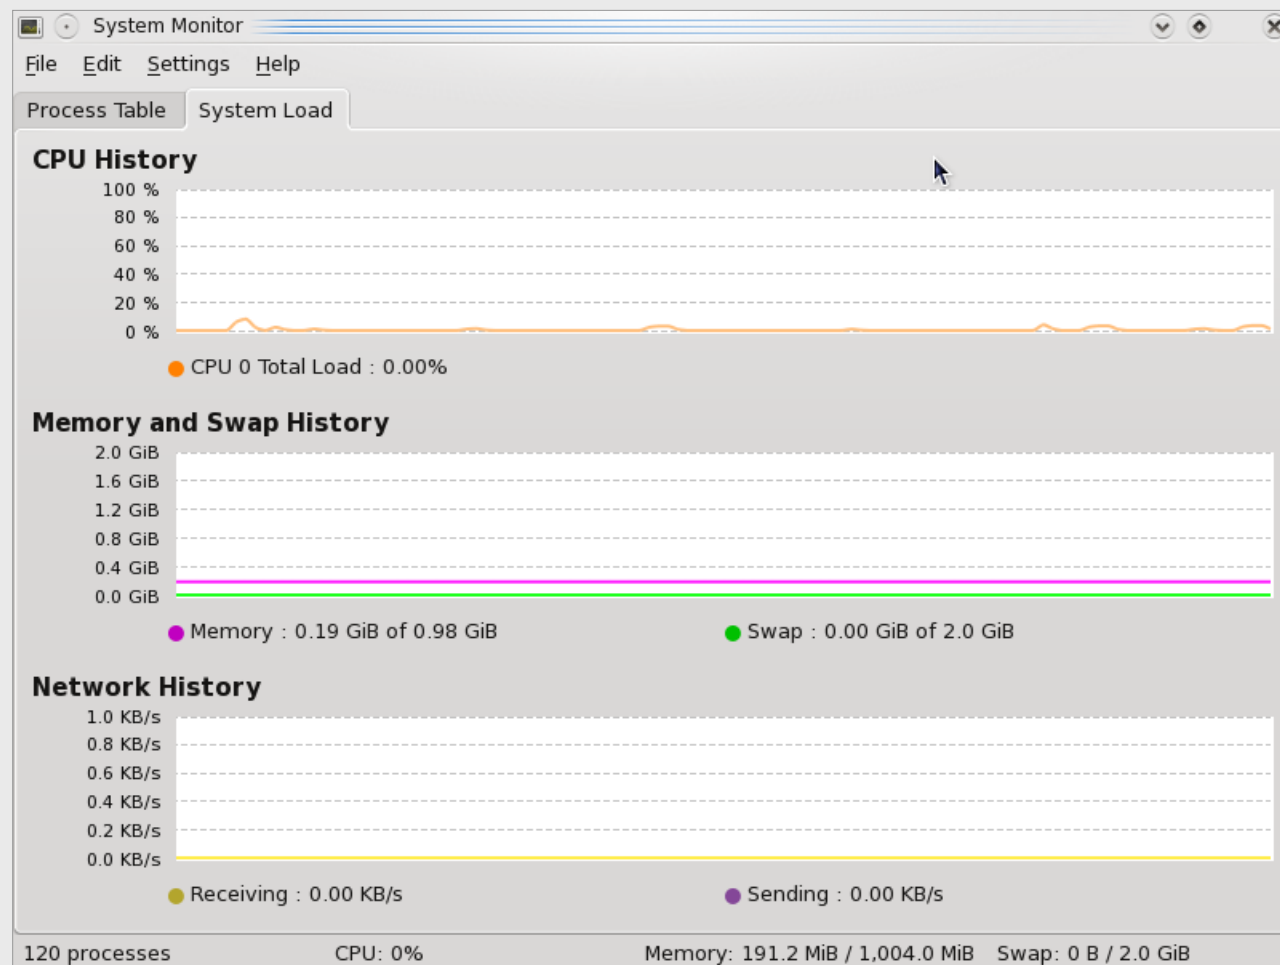 System Monitor
File Edit Settings Help
Process Table System Load
CPU History
100 %
80 %
60 %
40 %
20 %
0 %
CPU 0 Total Load : 0.00%
Memory and Swap History
2.0 GiB
1.6 GiB
1.2 GiB
0.8 GiB
0.4 GiB
0.0 GiB
Memory : 0.19 GiB of 0.98 GiB Swap : 0.00 GiB of 2.0 GiB
Network History
1.0 KB/s
0.8 KB/s
0.6 KB/s
0.4 KB/s
0.2 KB/s
0.0 KB/s
Receiving : 0.00 KB/s Sending : 0.00 KB/s
120 processes CPU: 0% Memory: 191.2 MiB / 1,004.0 MiB Swap: 0 B / 2.0 GiB